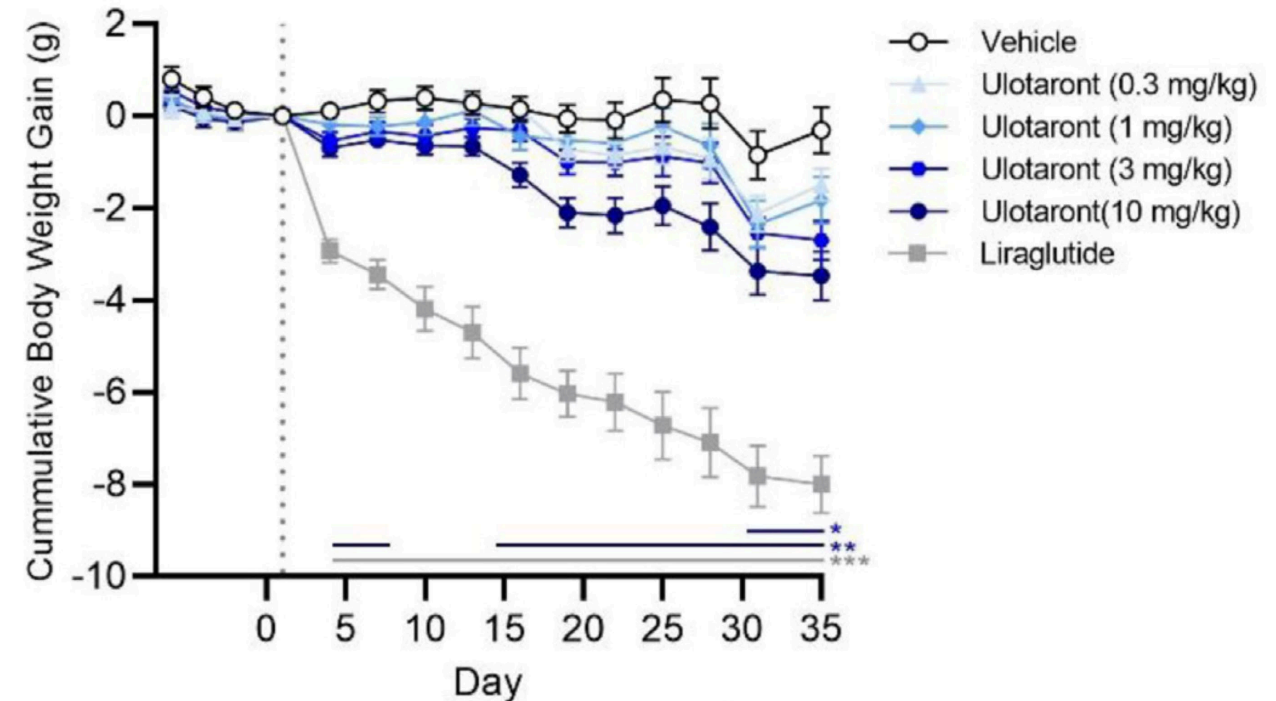 Cummulative Body Weight Gain (g)
2
0
-2
-4
-6
-8
-10
0 5 10 15 20 25 30 35
Day
Vehicle
Ulotaront (0.3 mg/kg)
Ulotaront (1 mg/kg)
Ulotaront (3 mg/kg)
Ulotaront(10 mg/kg)
Liraglutide
*
**
***